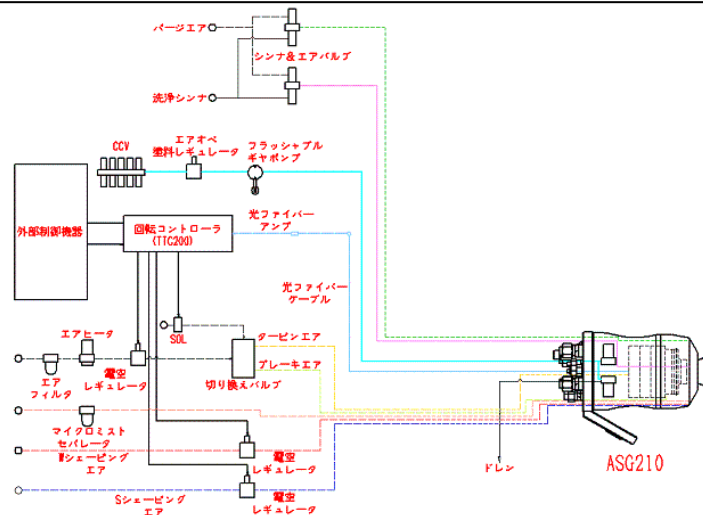 パージエア
シンナ&エアバルブ
洗浄シンナ
CCV
エアオペ
塗料レギュレータ
フラッシャブル
ギヤポンプ
外部制御機器
回転コントローラ
(TTC200)
光ファイバー
アンプ
光ファイバー
ケーブル
SOL
エアヒータ
タービンエア
ブレーキエア
切り換えバルブ
エア
フィルタ
電空
レギュレータ
マイクロミスト
セパレータ
Wシェーピング
エア
電空
レギュレータ
Sシェーピング
エア
電空
レギュレータ
ドレン
ASG210